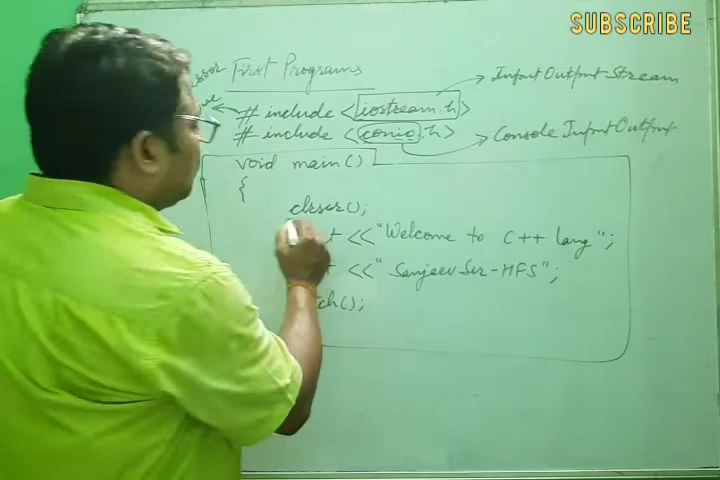 SUBSCRIBE
First Programs
# include <iostream.h> → Input Output Stream
# include <conio.h> → Console Input Output
void main()
{
clrscr();
<< "Welcome to C++ lang";
<< "Sanjeev Sir-MFS";
ch();